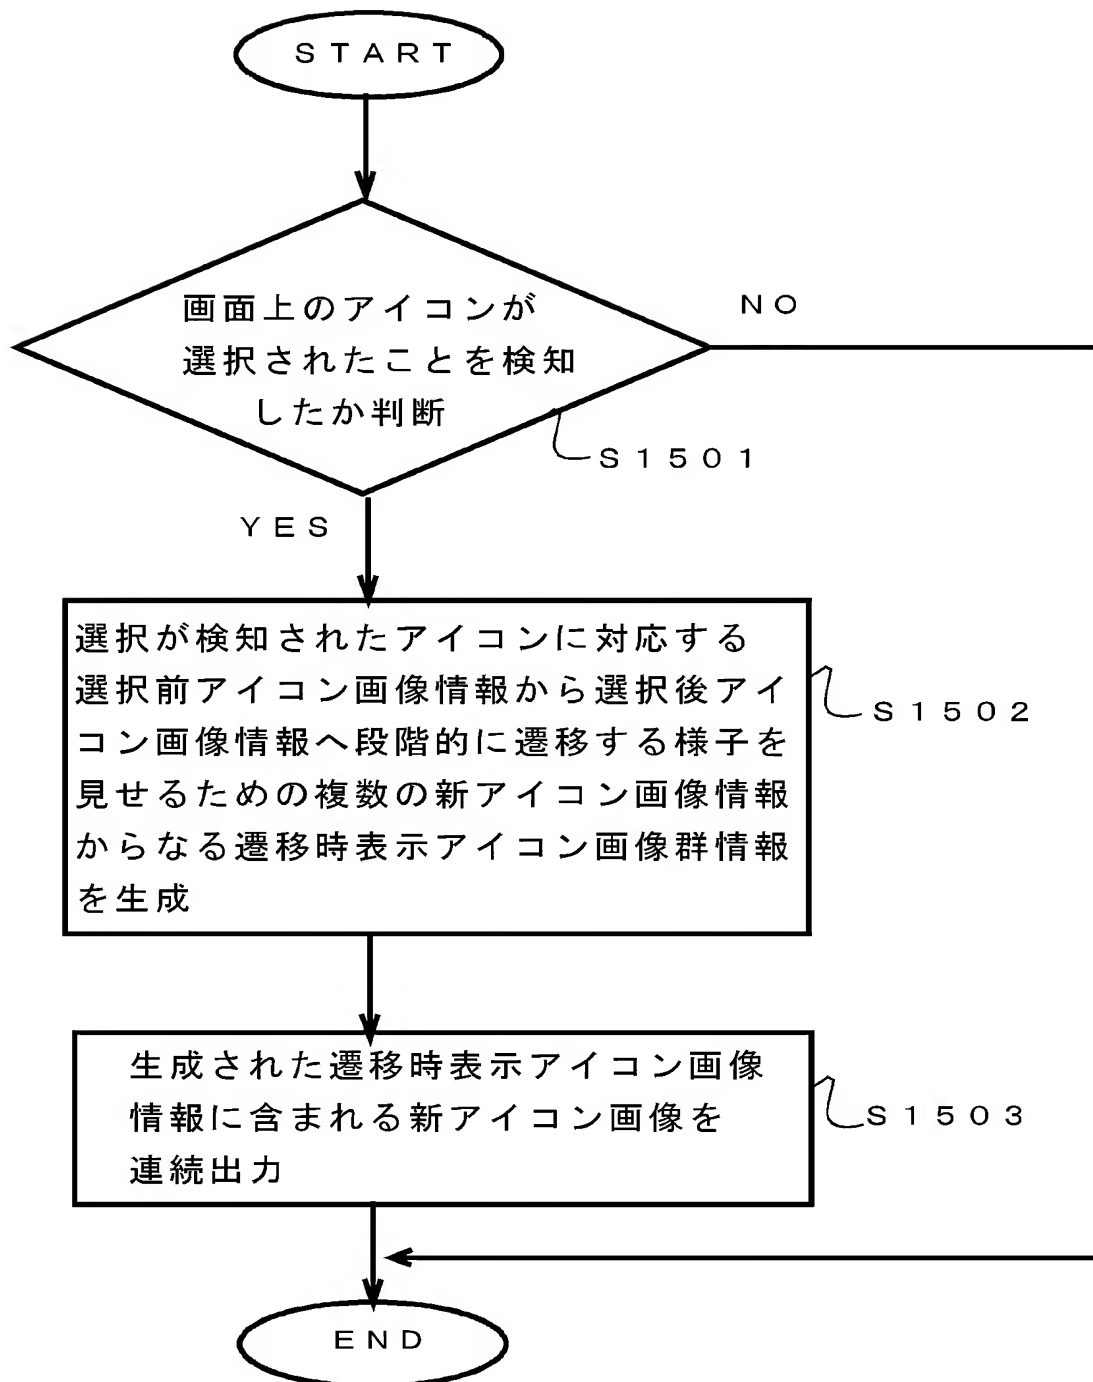 START
画面上のアイコンが
選択されたことを検知
したか判断
NO
S1501
YES
選択が検知されたアイコンに対応する
選択前アイコン画像情報から選択後アイ
コン画像情報へ段階的に遷移する様子を
見せるための複数の新アイコン画像情報
からなる遷移時表示アイコン画像群情報
を生成
S1502
生成された遷移時表示アイコン画像
情報に含まれる新アイコン画像を
連続出力
S1503
END